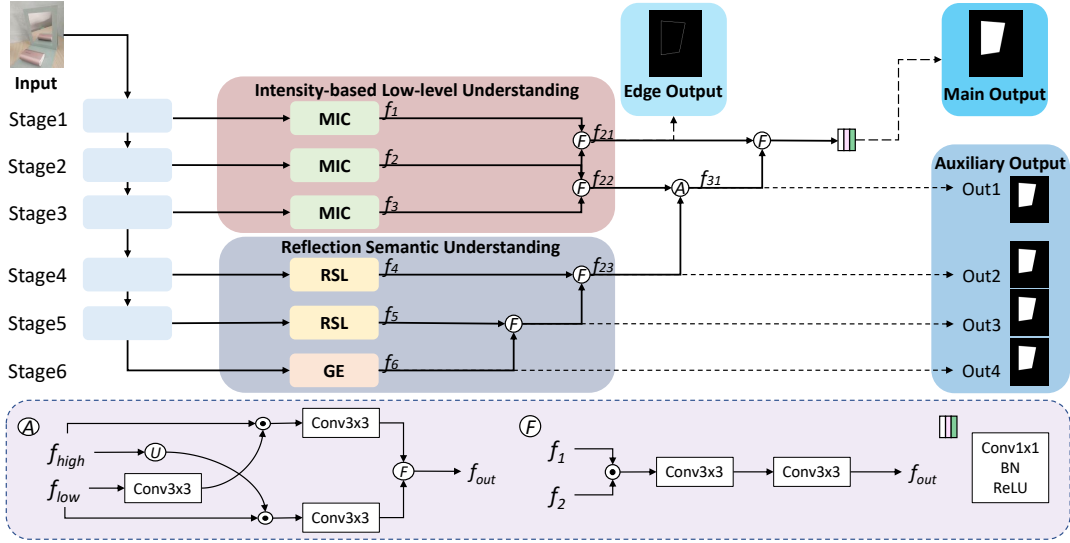 Input
Stage1
Stage2
Stage3
Stage4
Stage5
Stage6
Intensity-based Low-level Understanding
MIC
f1
MIC
f2
MIC
f3
F
f21
F
f22
Reflection Semantic Understanding
RSL
f4
RSL
f5
GE
f6
F
F
f23
A
f31
F
Edge Output
Main Output
Auxiliary Output
Out1
Out2
Out3
Out4
A
fhigh
U
flow
Conv3x3
Conv3x3
Conv3x3
F
fout
F
f1
f2
Conv3x3
Conv3x3
fout
Conv1x1
BN
ReLU